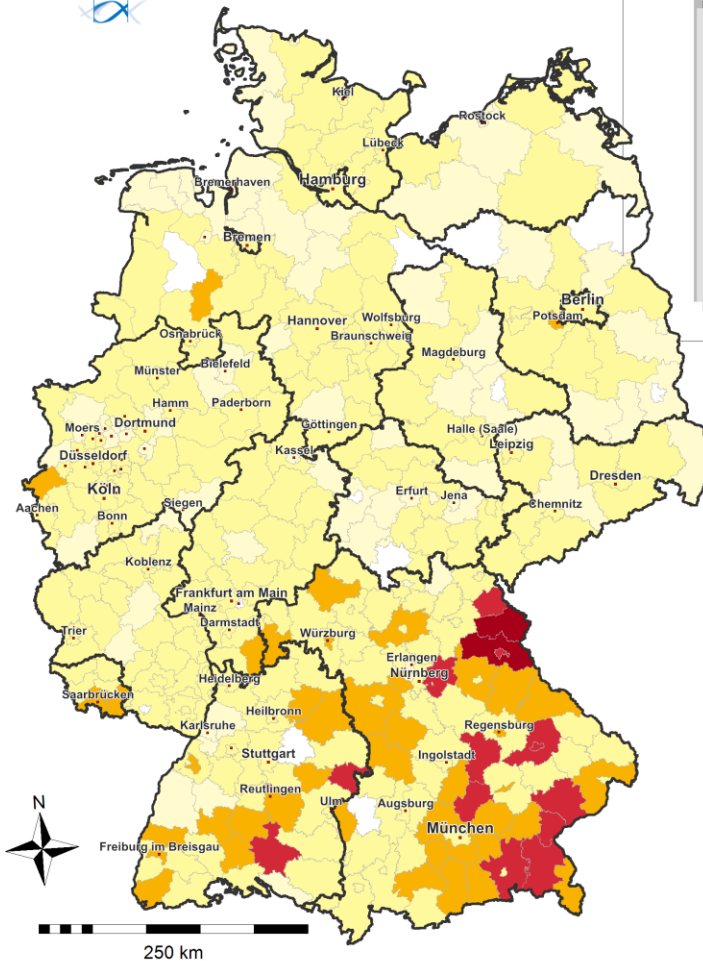 Kiel
Rostock
Lübeck
Bremerhaven
Hamburg
Bremen
Berlin
Potsdam
Hannover
Wolfsburg
Braunschweig
Osnabrück
Magdeburg
Münster
Bielefeld
Hamm
Paderborn
Moers
Dortmund
Göttingen
Halle (Saale)
Leipzig
Düsseldorf
Kassel
Dresden
Köln
Erfurt
Jena
Chemnitz
Siegen
Aachen
Bonn
Koblenz
Frankfurt am Main
Mainz
Darmstadt
Würzburg
Trier
Erlangen
Nürnberg
Heidelberg
Saarbrücken
Heilbronn
Karlsruhe
Regensburg
Stuttgart
Ingolstadt
Reutlingen
Ulm
Augsburg
N
München
Freiburg im Breisgau
250 km